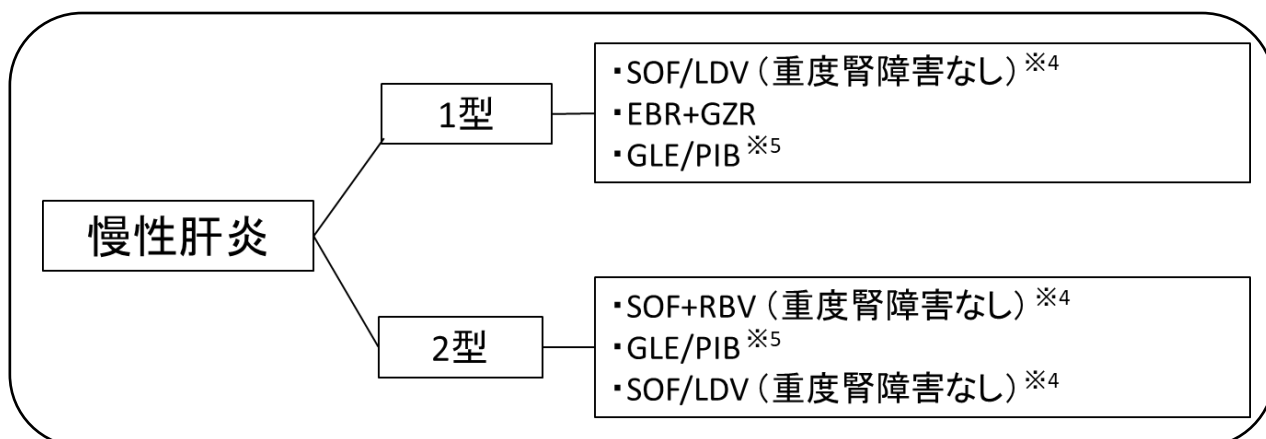 慢性肝炎
1型
・SOF/LDV（重度腎障害なし）※4
・EBR+GZR
・GLE/PIB※5
2型
・SOF+RBV（重度腎障害なし）※4
・GLE/PIB※5
・SOF/LDV（重度腎障害なし）※4